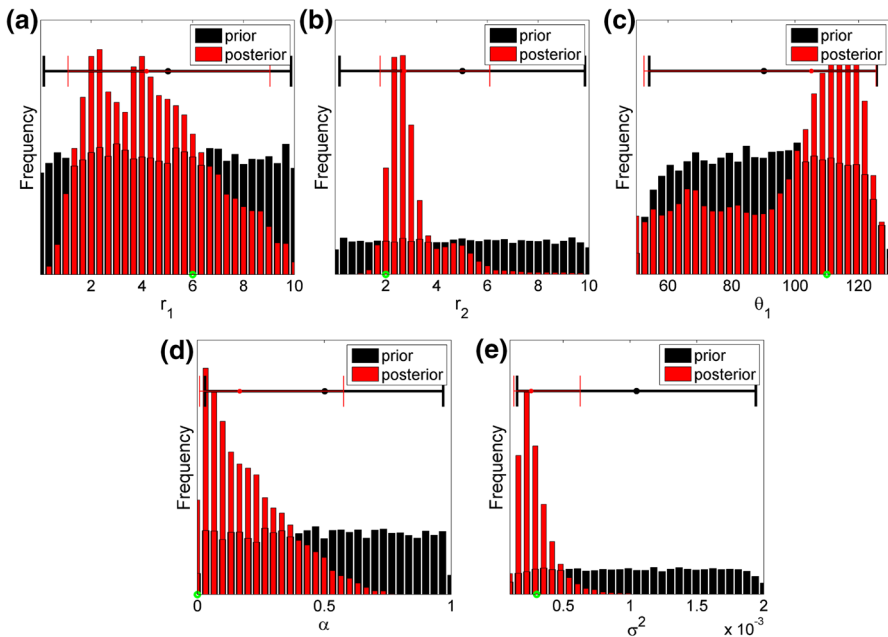 (a)
prior
posterior
Frequency
2 4 6 8 10
r1
(b)
prior
posterior
Frequency
0 2 4 6 8 10
r2
(c)
prior
posterior
Frequency
60 80 100 120
θ1
(d)
prior
posterior
Frequency
0 0.5 1
α
(e)
prior
posterior
Frequency
0.5 1 1.5 2
σ2
x 10-3